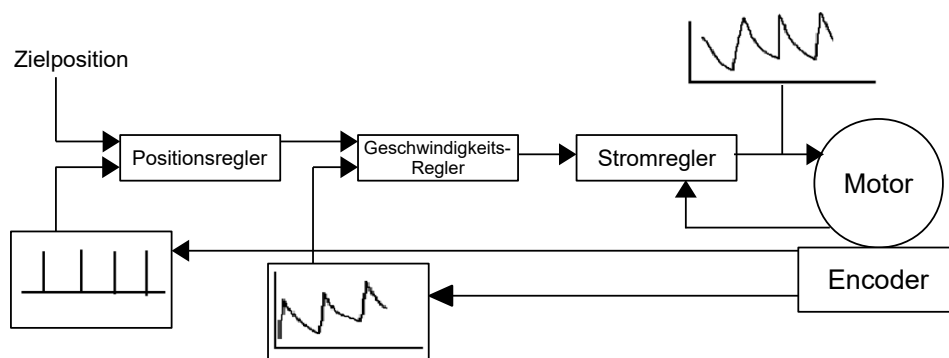 Zielposition
Positionsregler
Geschwindigkeits-
Regler
Stromregler
Motor
Encoder